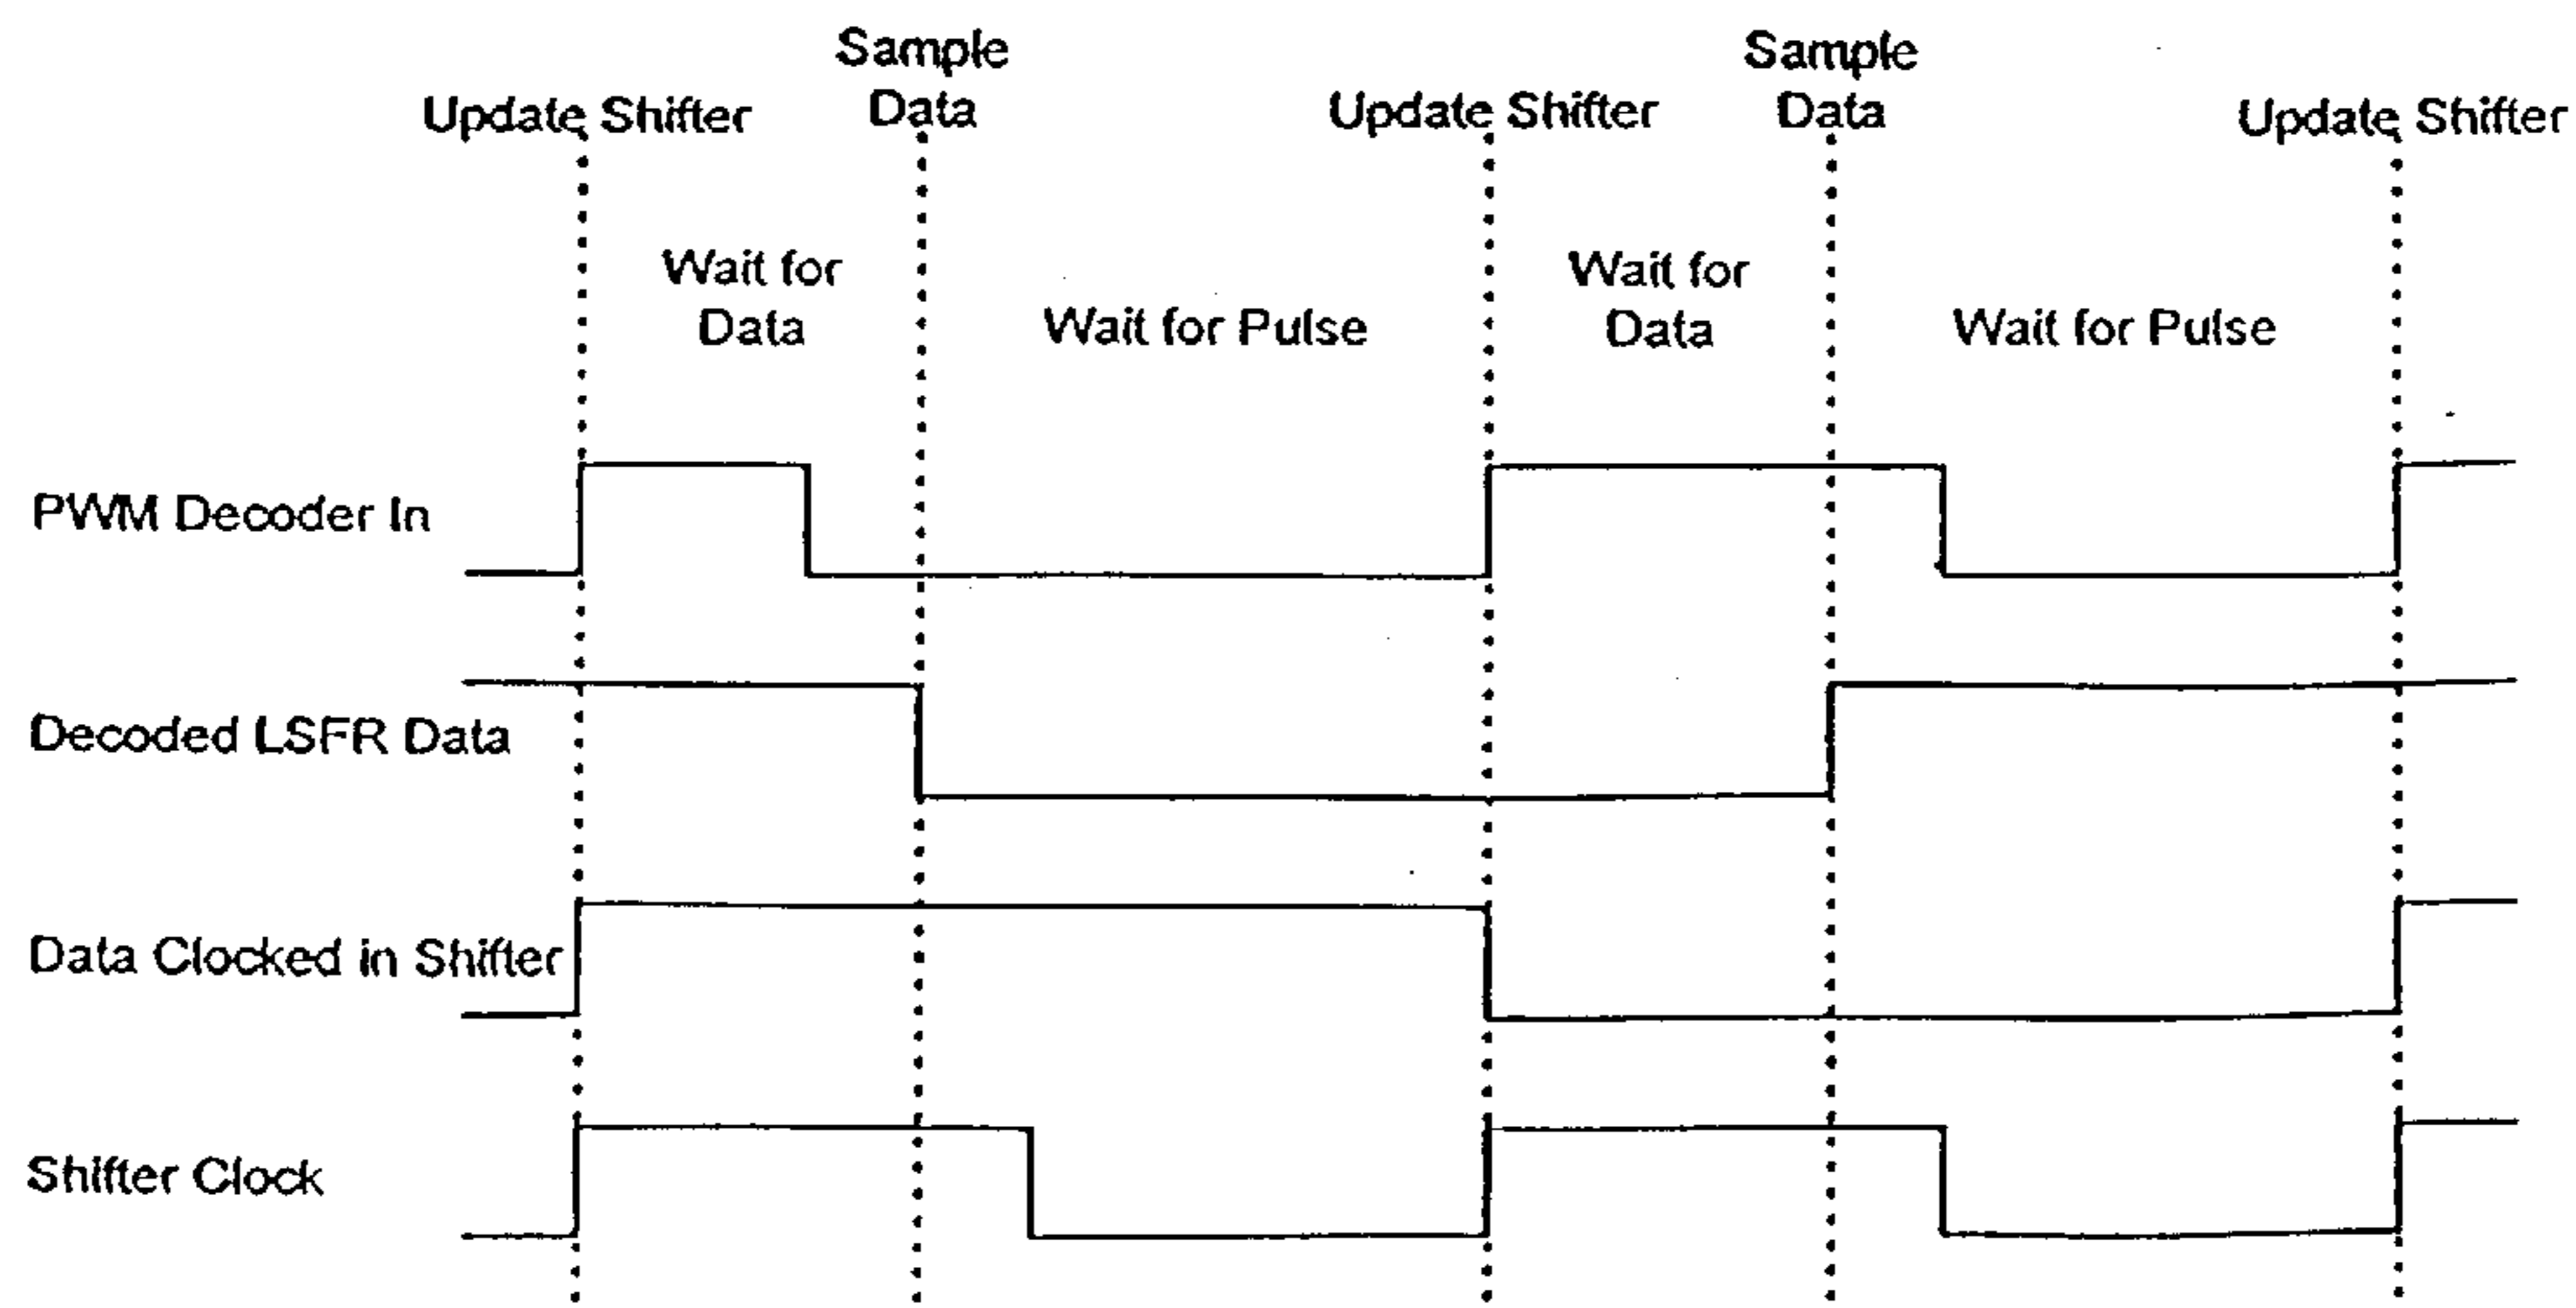 Sample
Data
Sample
Data
Update Shifter
Update Shifter
Update Shifter
Wait for
Data
Wait for Pulse
Wait for
Data
Wait for Pulse
PWM Decoder In
Decoded LSFR Data
Data Clocked in Shifter
Shifter Clock